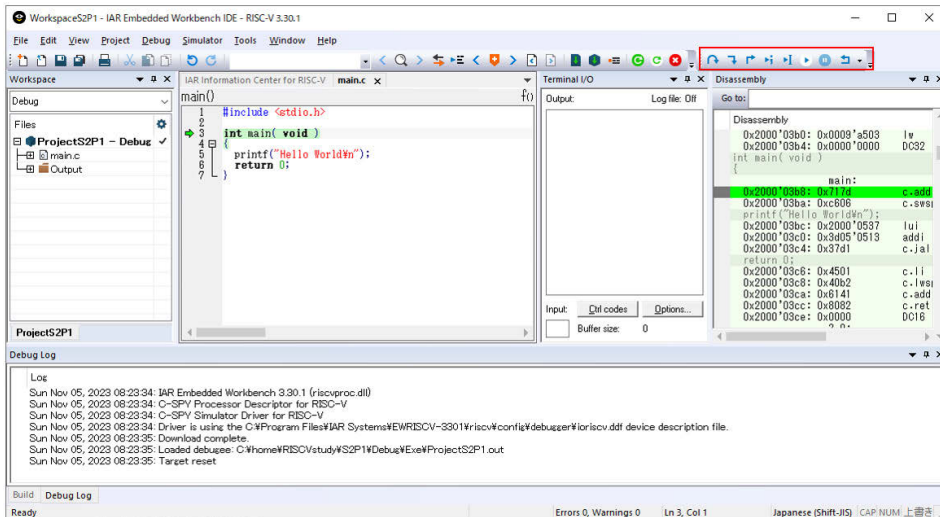 WorkspaceS2P1 - IAR Embedded Workbench IDE - RISC-V 3.30.1
File Edit View Project Debug Simulator Tools Window Help
Workspace
Debug
Files
ProjectS2P1 - Debug
main.c
Output
ProjectS2P1
IAR Information Center for RISC-V main.c x
main() f()
1 #include <stdio.h>
2
3 int main( void )
4 {
5 printf("Hello World¥n");
6 return 0;
7 }
Terminal I/O
Output: Log file: Off
Input: Ctrl codes Options...
Buffer size: 0
Disassembly
Go to:
Disassembly
0x2000'03b0: 0x0009'a503 lw
0x2000'03b4: 0x0000'0000 DC32
int main( void )
{
main:
0x2000'03b8: 0x717d c.add
0x2000'03ba: 0xc606 c.sws
printf("Hello World¥n");
0x2000'03bc: 0x2000'0537 lui
0x2000'03c0: 0x3d05'0513 addi
0x2000'03c4: 0x37d1 c.jal
return 0;
0x2000'03c6: 0x4501 c.li
0x2000'03c8: 0x40b2 c.lws
0x2000'03ca: 0x6141 c.add
0x2000'03cc: 0x8082 c.ret
0x2000'03ce: 0x0000 DC16
Debug Log
Log
Sun Nov 05, 2023 08:23:34: IAR Embedded Workbench 3.30.1 (riscvproc.dll)
Sun Nov 05, 2023 08:23:34: C-SPY Processor Descriptor for RISC-V
Sun Nov 05, 2023 08:23:34: C-SPY Simulator Driver for RISC-V
Sun Nov 05, 2023 08:23:34: Driver is using the C:¥Program Files¥IAR Systems¥EWRISCV-3301¥riscv¥config¥debugger¥ioriscv.ddf device description file.
Sun Nov 05, 2023 08:23:35: Download complete.
Sun Nov 05, 2023 08:23:35: Loaded debugee: C:¥home¥RISCVstudy¥S2P1¥Debug¥Exe¥ProjectS2P1.out
Sun Nov 05, 2023 08:23:35: Target reset
Build Debug Log
Ready Errors 0, Warnings 0 Ln 3, Col 1 Japanese (Shift-JIS) CAP NUM 上書き